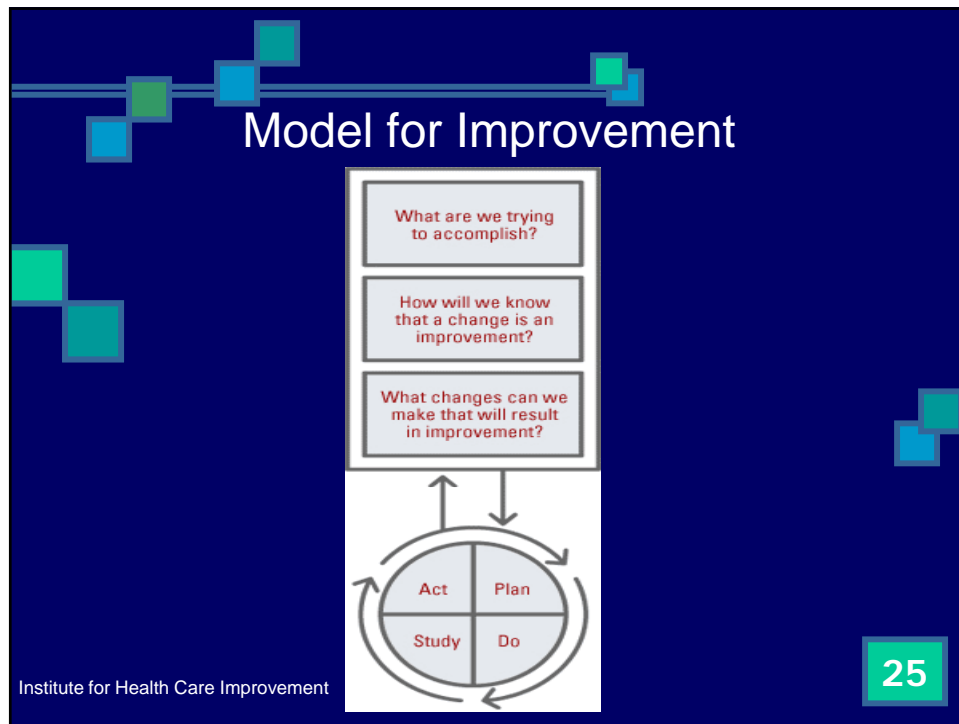 Model for Improvement
What are we trying
to accomplish?
How will we know
that a change is an
improvement?
What changes can we
make that will result
in improvement?
Act
Plan
Study
Do
Institute for Health Care Improvement
25